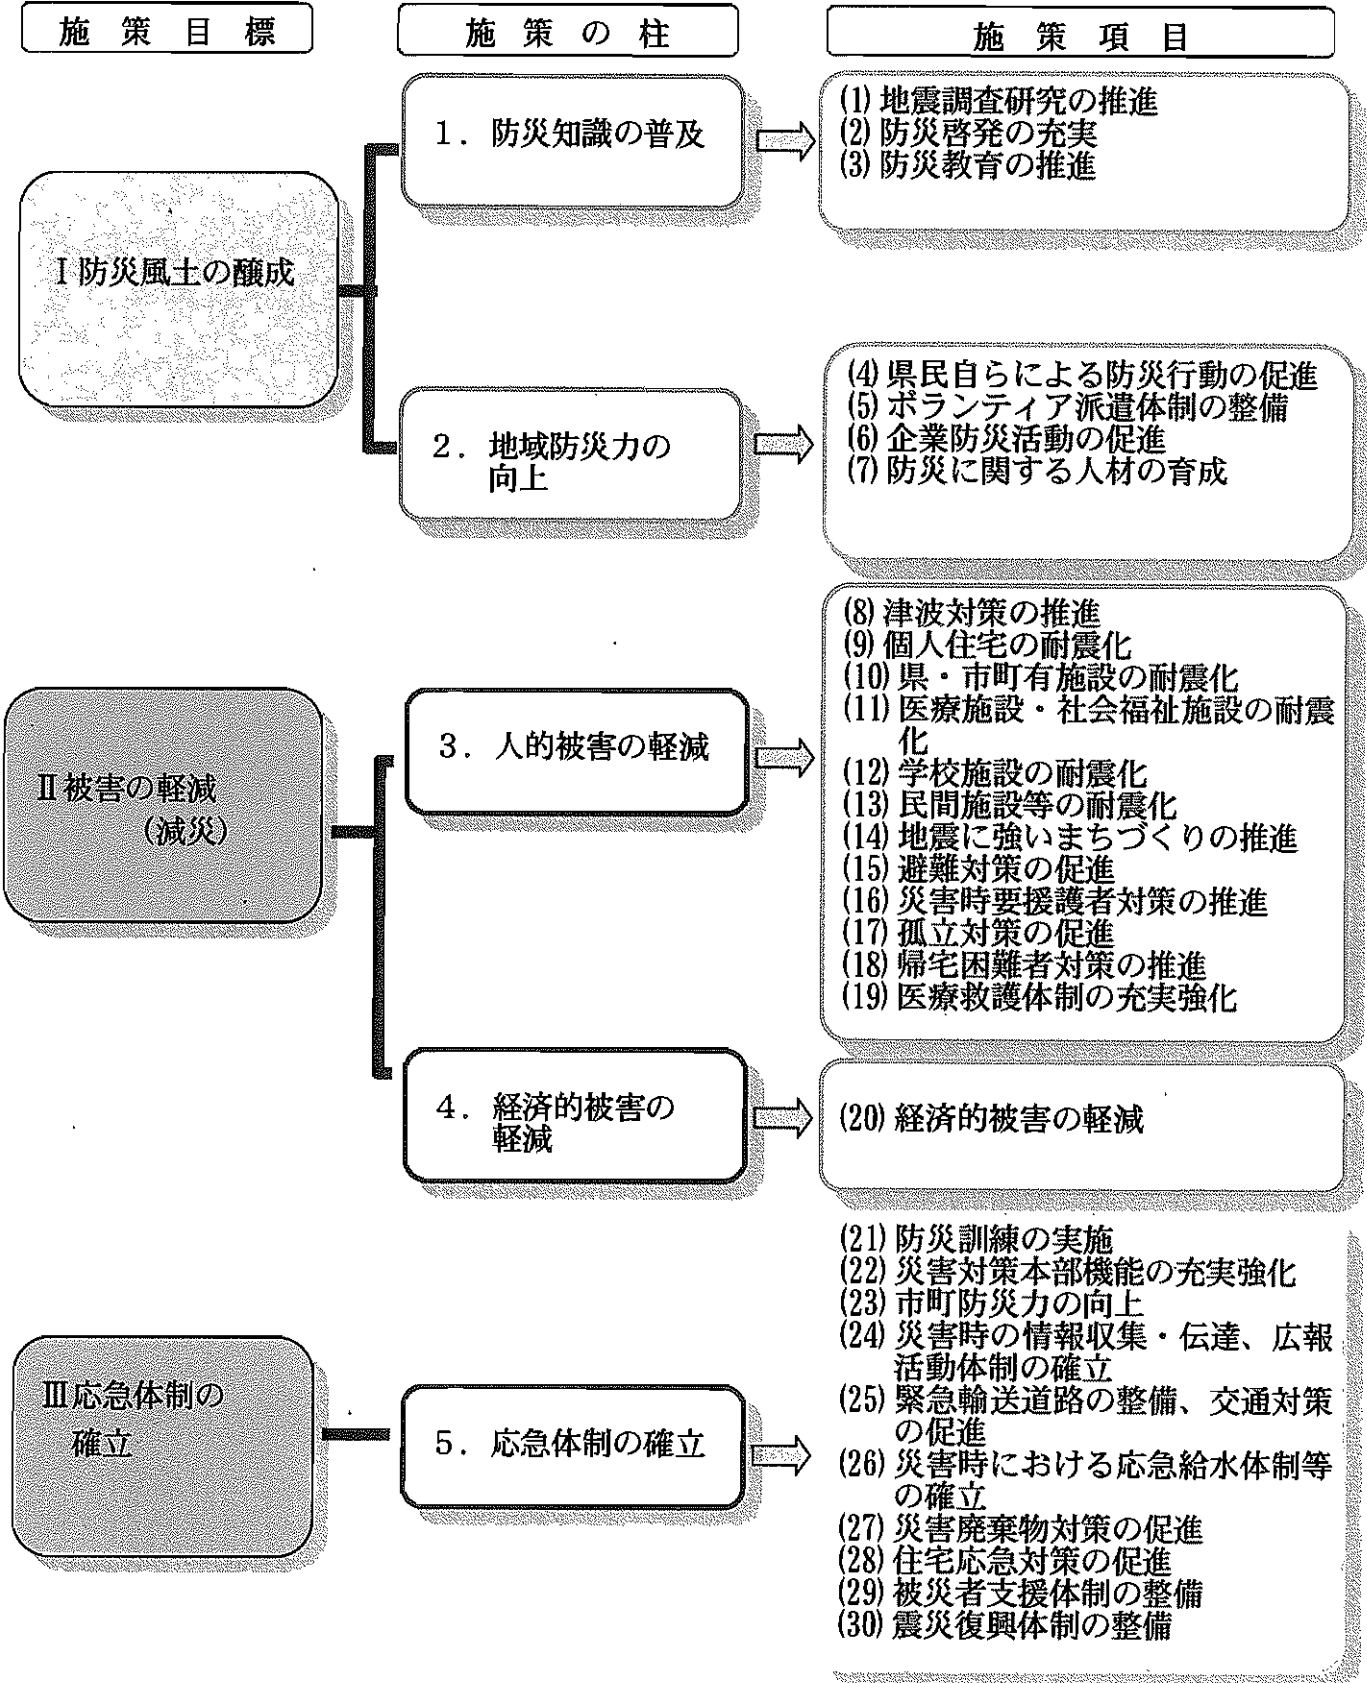 施策目標
施策の柱
施策項目
Ⅰ防災風土の醸成
1．防災知識の普及
(1) 地震調査研究の推進
(2) 防災啓発の充実
(3) 防災教育の推進
2．地域防災力の
向上
(4) 県民自らによる防災行動の促進
(5) ボランティア派遣体制の整備
(6) 企業防災活動の促進
(7) 防災に関する人材の育成
Ⅱ被害の軽減
（減災）
3．人的被害の軽減
(8) 津波対策の推進
(9) 個人住宅の耐震化
(10) 県・市町有施設の耐震化
(11) 医療施設・社会福祉施設の耐震
化
(12) 学校施設の耐震化
(13) 民間施設等の耐震化
(14) 地震に強いまちづくりの推進
(15) 避難対策の促進
(16) 災害時要援護者対策の推進
(17) 孤立対策の促進
(18) 帰宅困難者対策の推進
(19) 医療救護体制の充実強化
4．経済的被害の
軽減
(20) 経済的被害の軽減
Ⅲ応急体制の
確立
5．応急体制の確立
(21) 防災訓練の実施
(22) 災害対策本部機能の充実強化
(23) 市町防災力の向上
(24) 災害時の情報収集・伝達、広報
活動体制の確立
(25) 緊急輸送道路の整備、交通対策
の促進
(26) 災害時における応急給水体制等
の確立
(27) 災害廃棄物対策の促進
(28) 住宅応急対策の促進
(29) 被災者支援体制の整備
(30) 震災復興体制の整備